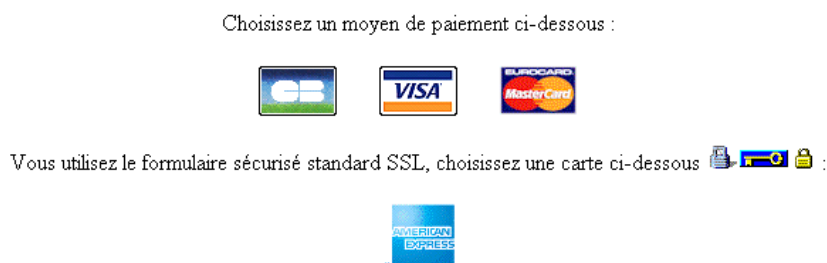 Choisissez un moyen de paiement ci-dessous :
CB VISA EUROCARD MasterCard
Vous utilisez le formulaire sécurisé standard SSL, choisissez une carte ci-dessous :
AMERICAN EXPRESS